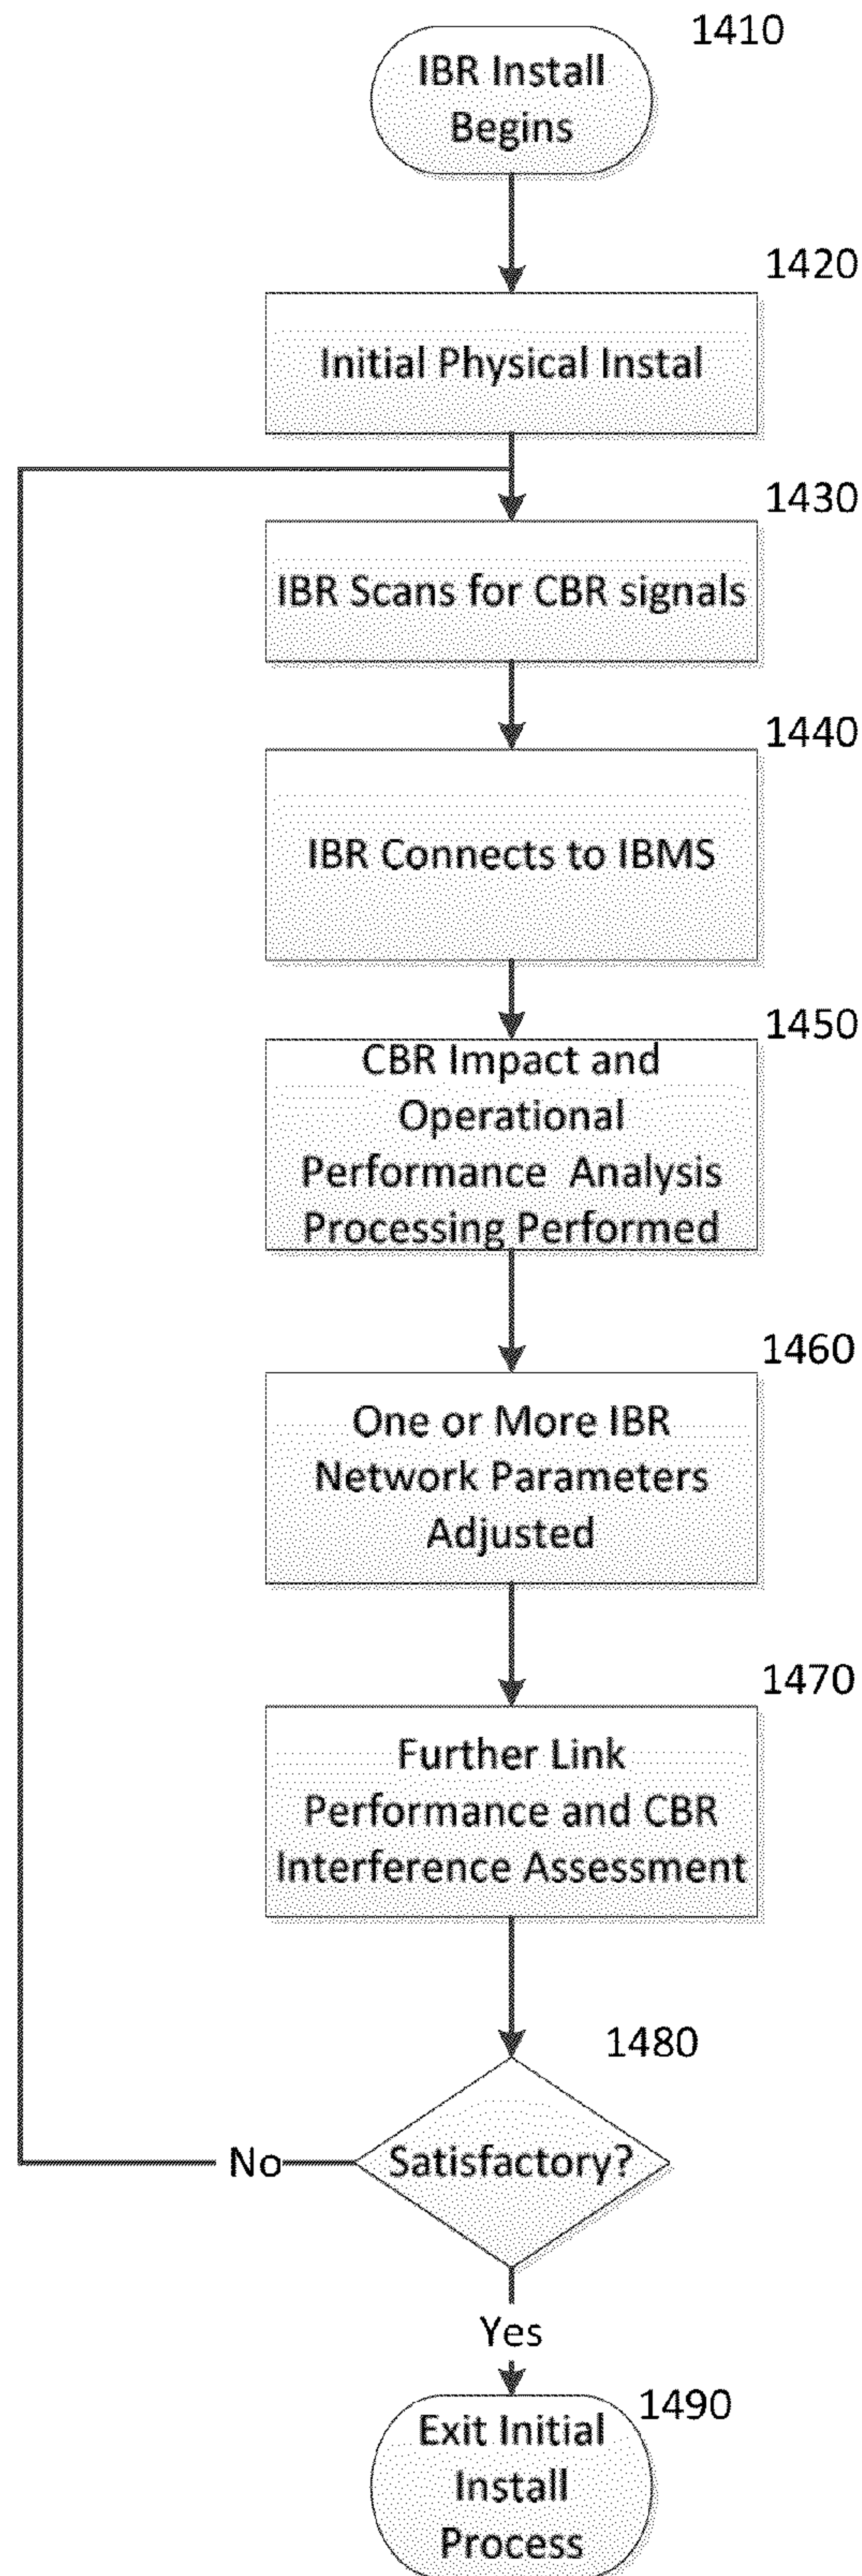 1410
IBR Install
Begins
1420
Initial Physical Instal
1430
IBR Scans for CBR signals
1440
IBR Connects to IBMS
1450
CBR Impact and
Operational
Performance Analysis
Processing Performed
1460
One or More IBR
Network Parameters
Adjusted
1470
Further Link
Performance and CBR
Interference Assessment
1480
Satisfactory?
No
Yes
1490
Exit Initial
Install
Process